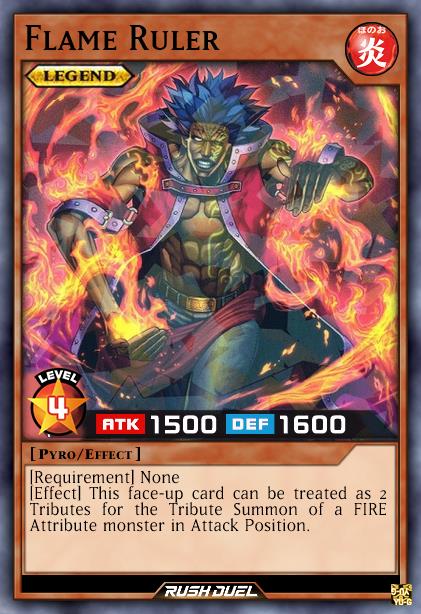 FLAME RULER
ほのお
炎
LEGEND
LEVEL
4
ATK 1500 DEF 1600
[PYRO/EFFECT]
[Requirement] None
[Effect] This face-up card can be treated as 2
Tributes for the Tribute Summon of a FIRE
Attribute monster in Attack Position.
RUSH DUEL